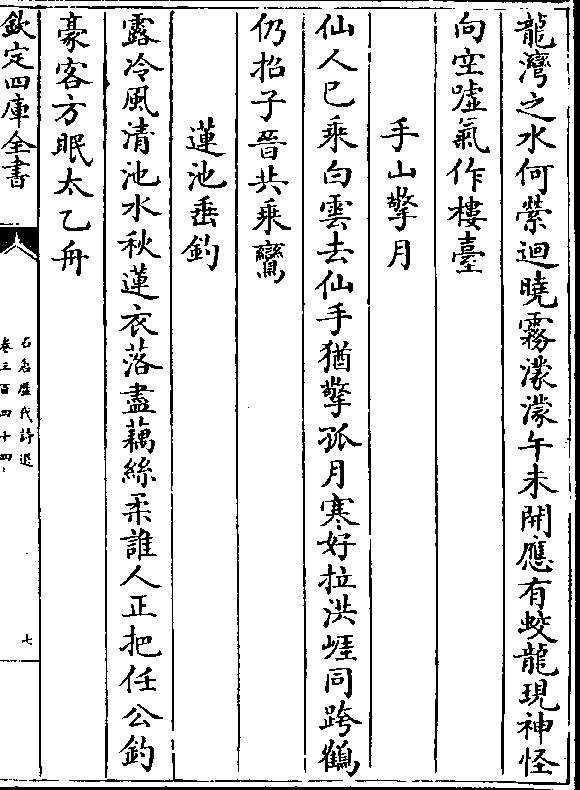 龍灣之水何縈迴曉霧濛濛午未開應有蛟龍現神怪
向空噓氣作樓臺
手山擎月
仙人已乘白雲去仙手猶擎孤月寒好拉洪崖同跨鶴
仍招子晉共乘鸞
蓮池垂釣
露冷風清池水秋蓮衣落盡藕絲柔誰人正把任公釣
豪客方眠太乙舟
欽定四庫全書
石倉歷代詩選
卷三百四十四
七